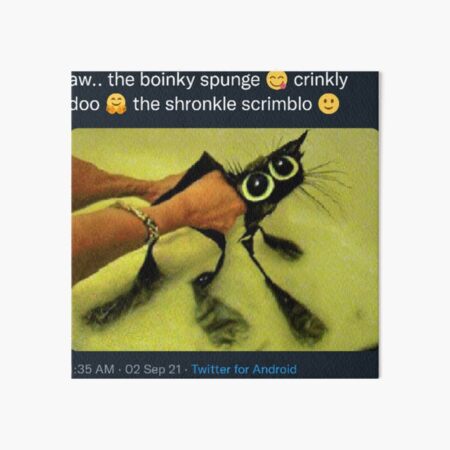 aw.. the boinky spunge 😋 crinkly
doo 🤗 the shronkle scrimblo 🙂
:35 AM · 02 Sep 21 · Twitter for Android